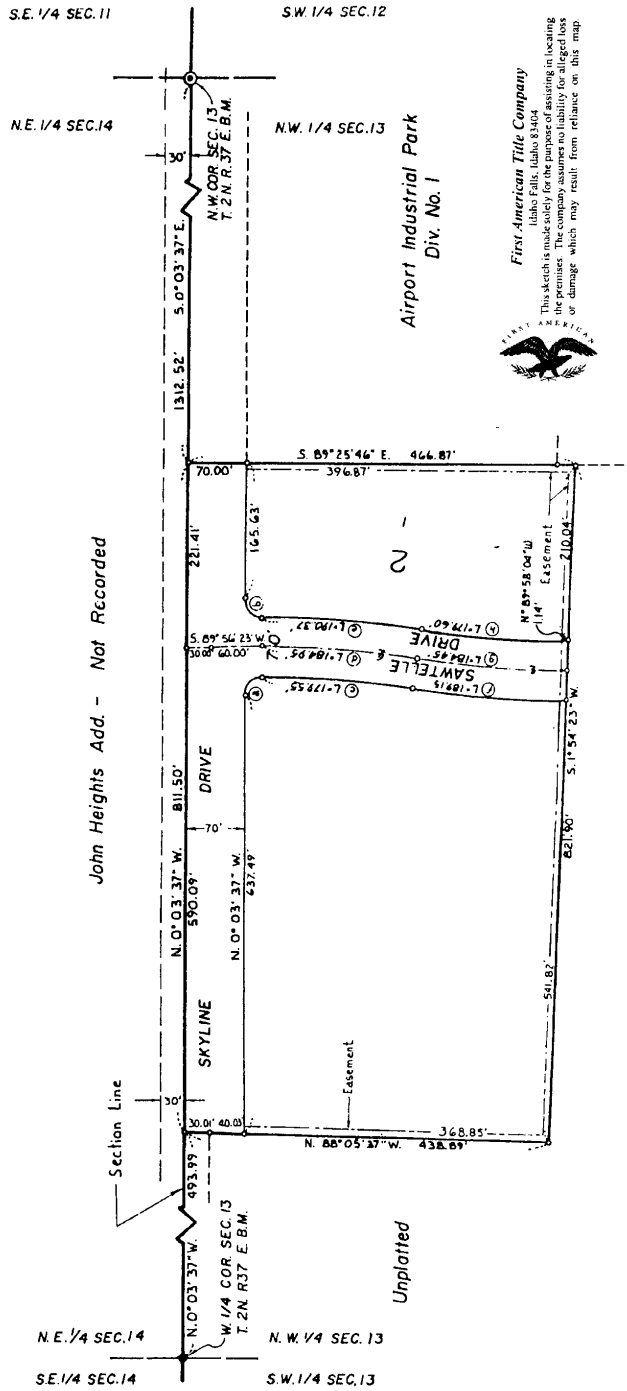 S.E. 1/4 SEC. 11
S.W. 1/4 SEC. 12
N.E. 1/4 SEC. 14
N.W. 1/4 SEC. 13
30'
N.W. COR. SEC. 13
T. 2 N. R. 37 E. B.M.
1312.52' S. 0° 03' 37" E.
Airport Industrial Park
Div. No. 1
First American Title Company
Idaho Falls, Idaho 83404
This sketch is made solely for the purpose of assisting in locating
the premises. The company assumes no liability for alleged loss
or damage which may result from reliance on this map.
FIRST AMERICAN
John Heights Add. - Not Recorded
70.00'
S. 89° 25' 46" E. 466.87'
396.87'
221.41'
165.63'
1
2
Easement
210.04'
N° 89° 58' 04" W
1.14'
b
e L=190.37'
h L=179.60'
S. 89° 56' 23" W.
30.00' 60.00'
70
d L=184.95'
g L=184.45'
SAWTELLE
DRIVE
a
c L=179.55'
f L=189.15
S. 1° 54' 23" W.
821.90'
N. 0° 03' 37" W. 811.50'
590.09'
SKYLINE DRIVE
70'
N. 0° 03' 37" W.
637.49'
541.82'
Easement
30'
30.01' 40.03'
368.85'
N. 88° 05' 37" W. 438.89'
Section Line
N. 0° 03' 37" W. 493.99
W. 1/4 COR. SEC. 13
T. 2N. R37 E. B.M.
Unplatted
N.E. 1/4 SEC. 14
N.W. 1/4 SEC. 13
S.E. 1/4 SEC. 14
S.W. 1/4 SEC. 13